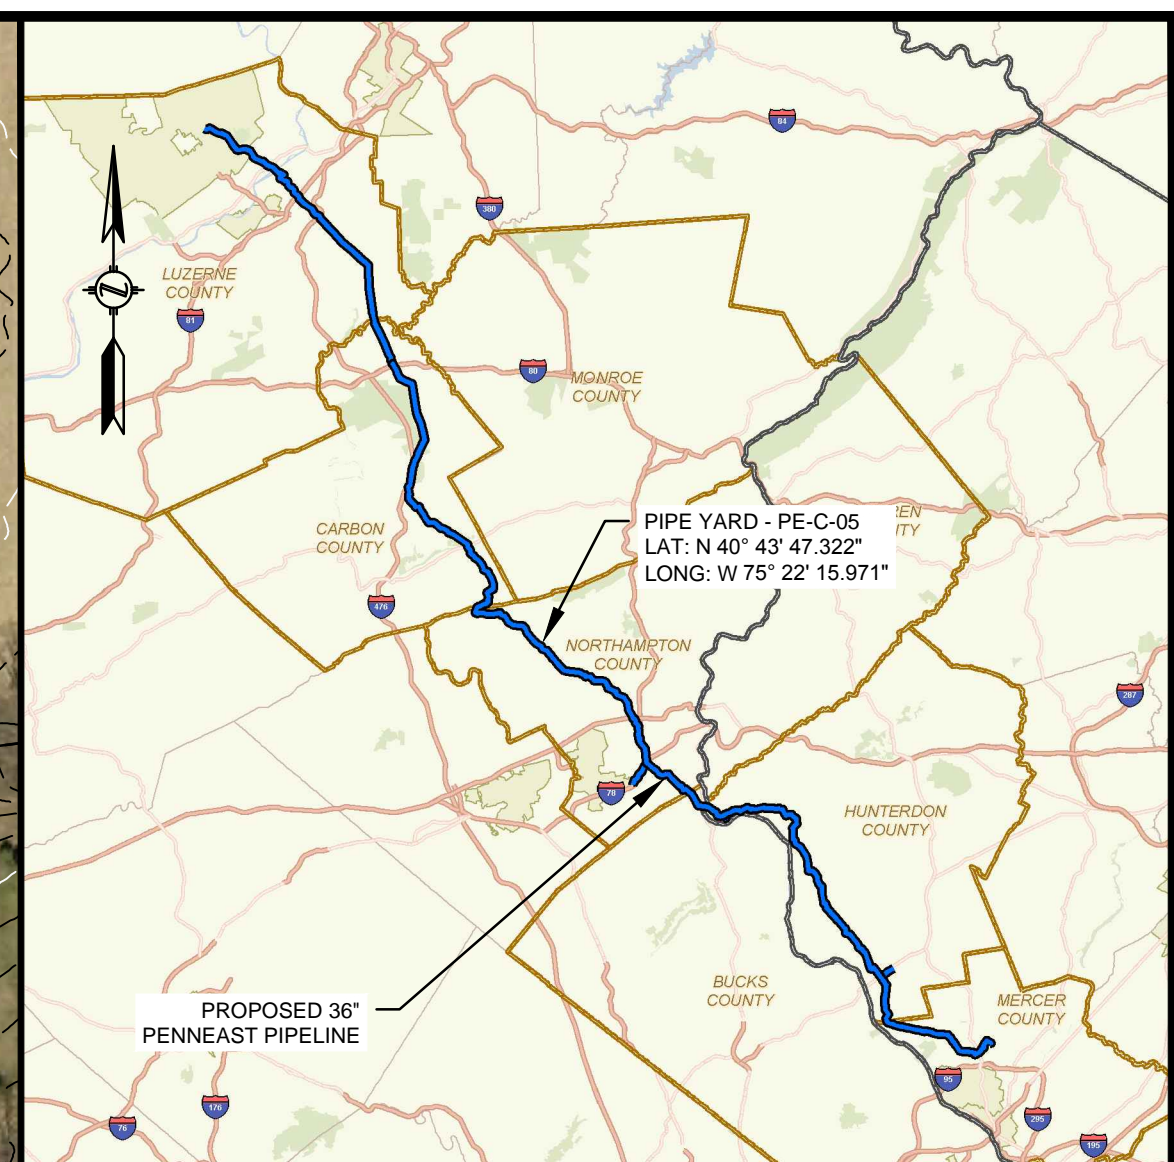 84
380
LUZERNE
COUNTY
81
80
MONROE
COUNTY
PIPE YARD - PE-C-05
LAT: N 40° 43' 47.322"
LONG: W 75° 22' 15.971"
REN
TY
CARBON
COUNTY
476
NORTHAMPTON
COUNTY
287
78
HUNTERDON
COUNTY
BUCKS
COUNTY
MERCER
COUNTY
PROPOSED 36"
PENNEAST PIPELINE
95
176
76
295
195
N